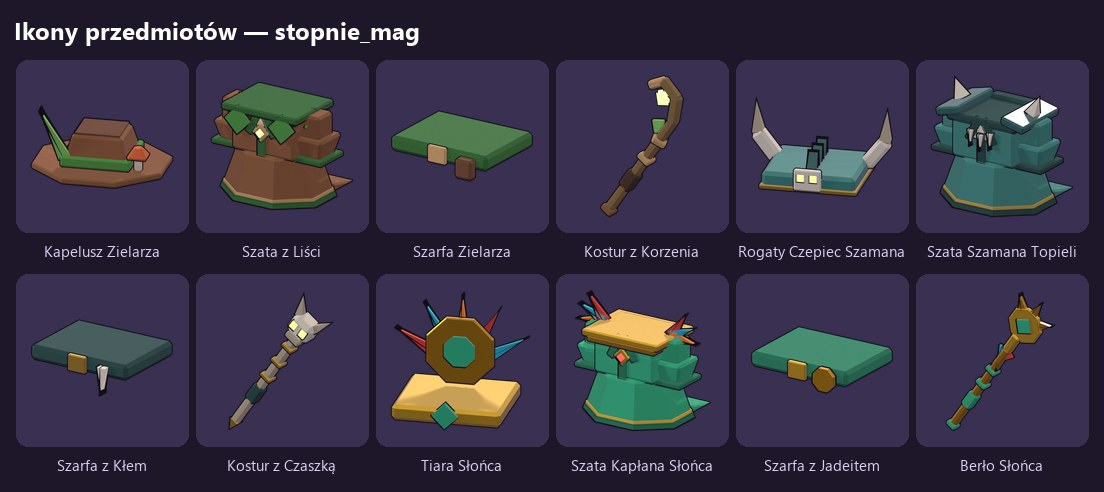 Ikony przedmiotów — stopnie_mag
Kapelusz Zielarza
Szata z Liści
Szarfa Zielarza
Kostur z Korzenia
Rogaty Czepiec Szamana
Szata Szamana Topieli
Szarfa z Kłem
Kostur z Czaszką
Tiara Słońca
Szata Kapłana Słońca
Szarfa z Jadeitem
Berło Słońca